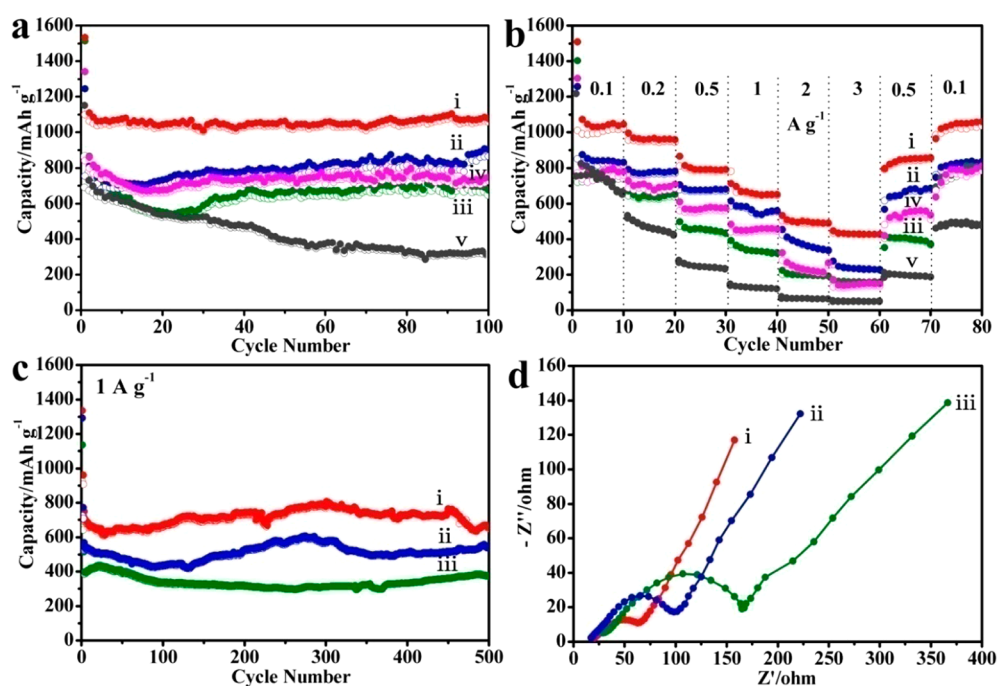 a
Capacity/mAh g⁻¹
1600
1400
1200
1000
800
600
400
200
0
i
ii
iv
iii
v
0 20 40 60 80 100
Cycle Number
b
Capacity/mAh g⁻¹
1600
1400
1200
1000
800
600
400
200
0
0.1 0.2 0.5 1 2 3 0.5 0.1
A g⁻¹
i
ii
iv
iii
v
0 10 20 30 40 50 60 70 80
Cycle Number
c
1 A g⁻¹
Capacity/mAh g⁻¹
1600
1400
1200
1000
800
600
400
200
0
i
ii
iii
0 100 200 300 400 500
Cycle Number
d
- Z''/ohm
160
140
120
100
80
60
40
20
0
i
ii
iii
0 50 100 150 200 250 300 350 400
Z'/ohm